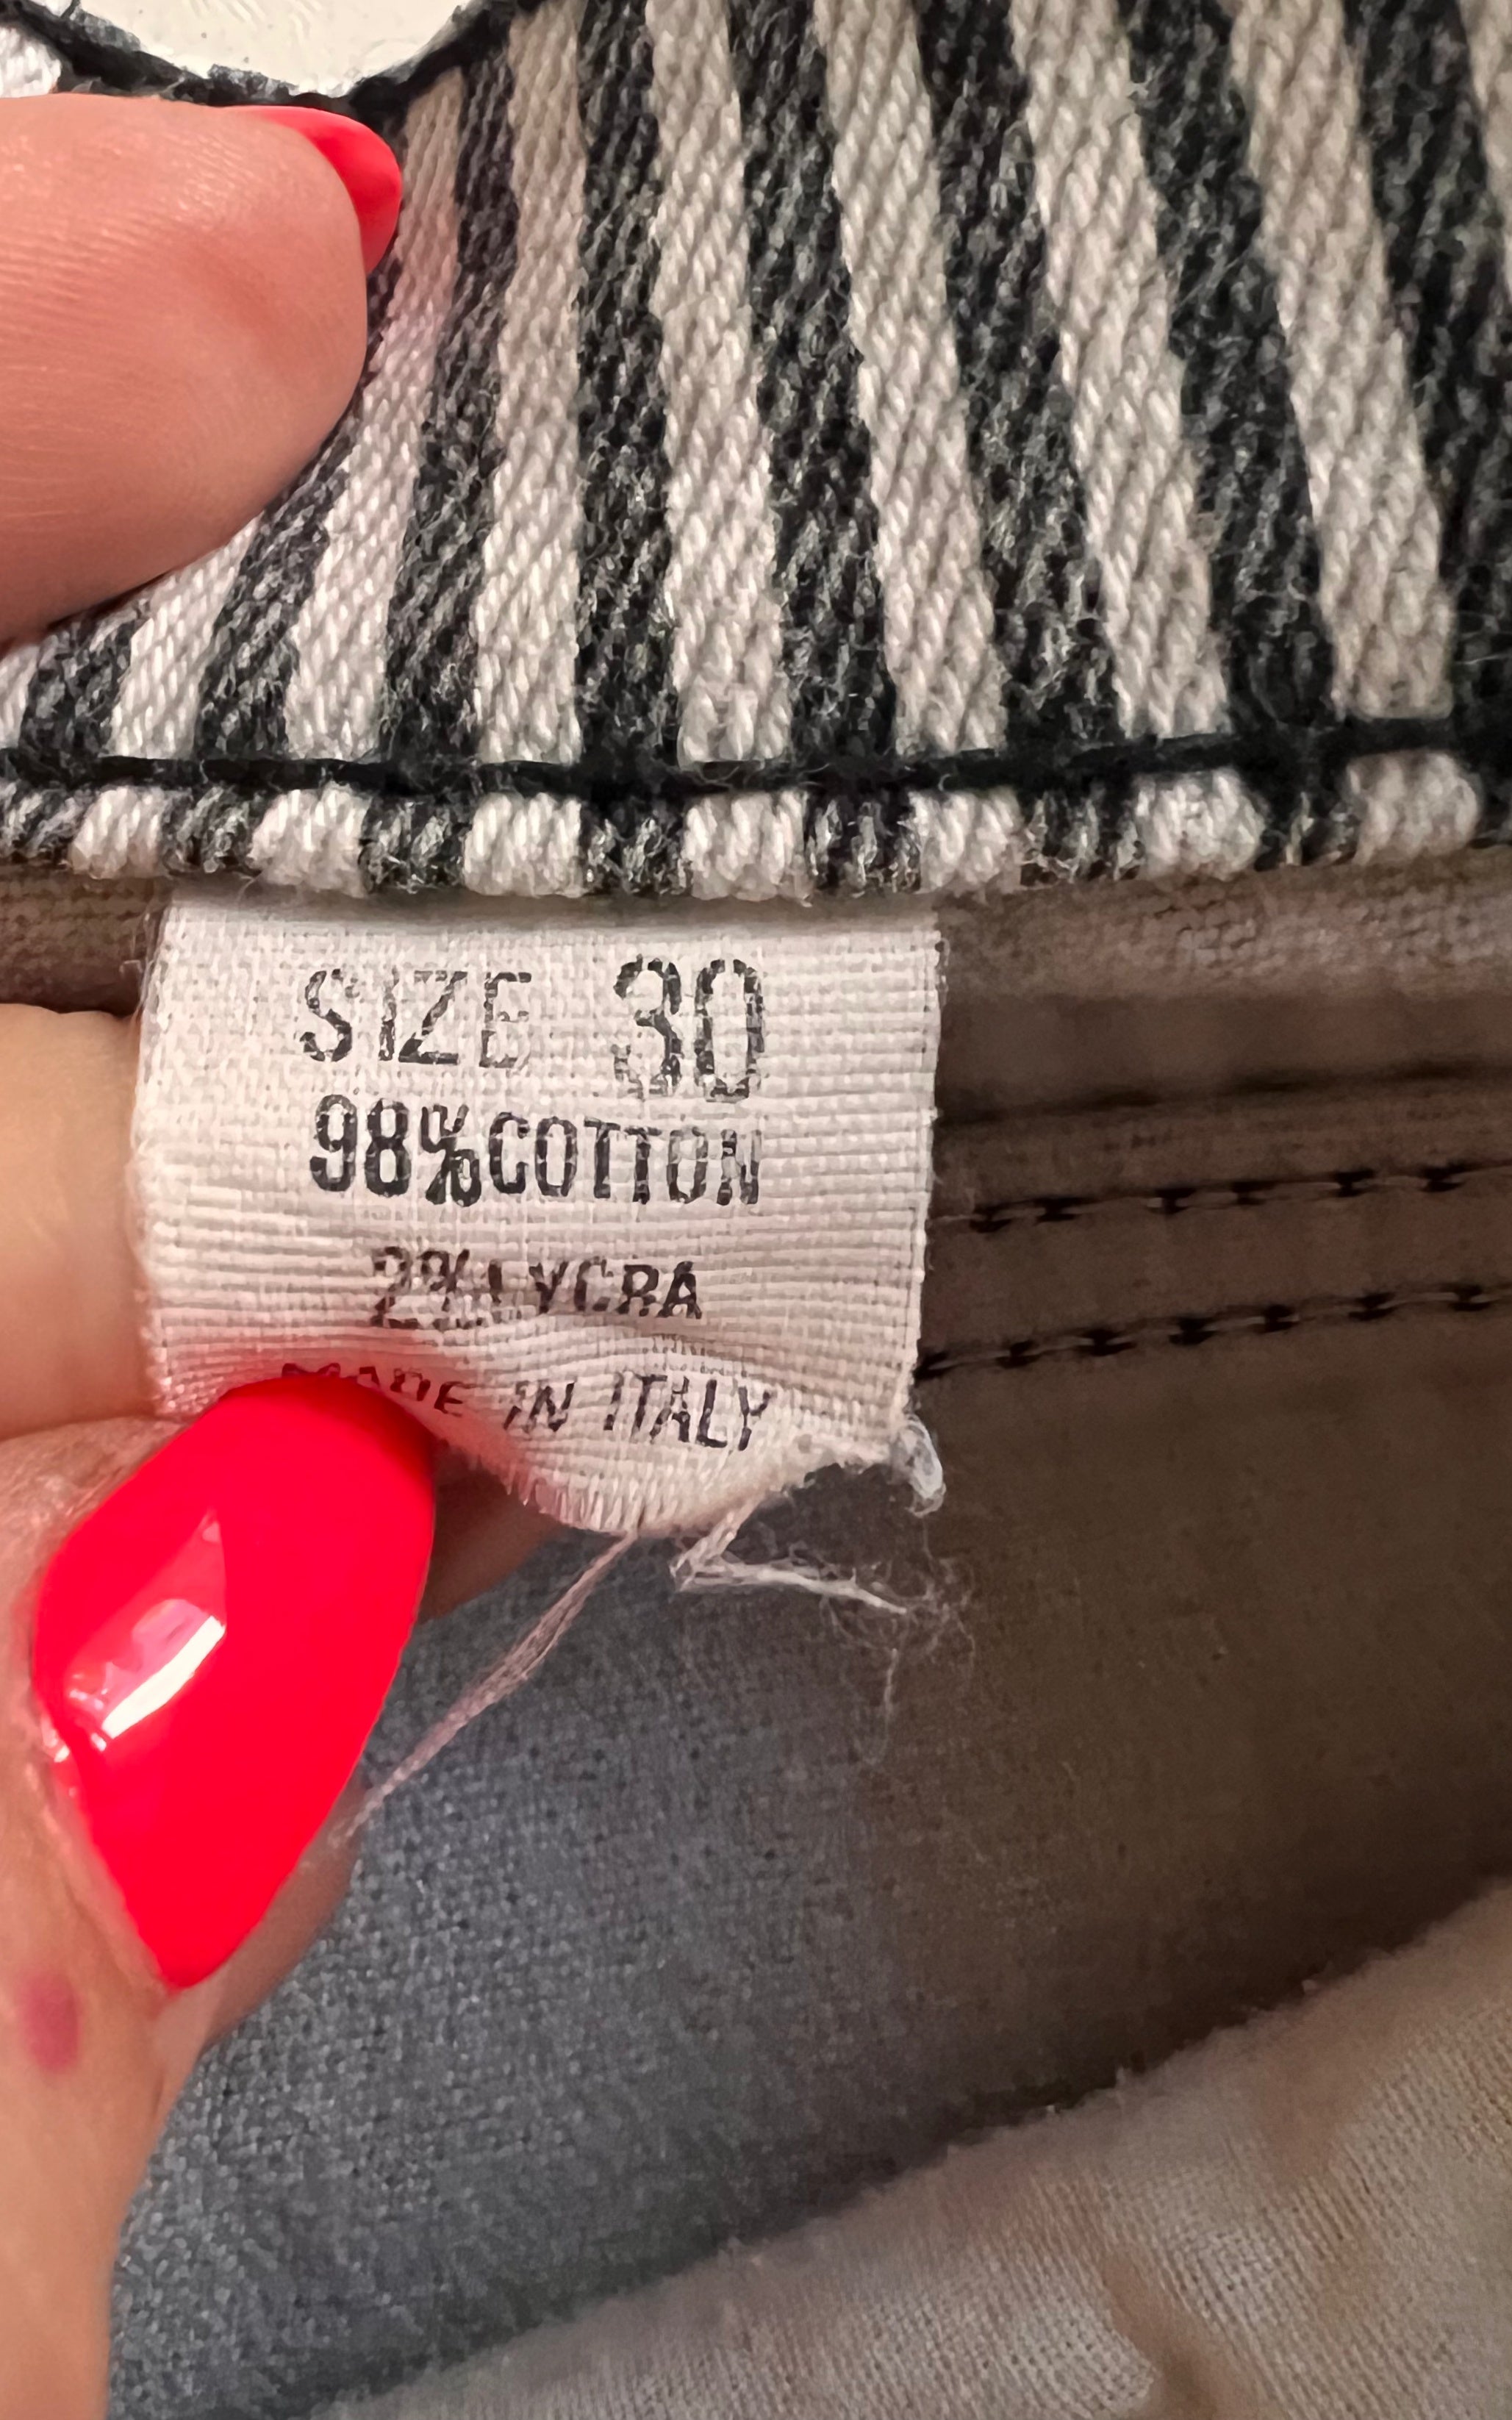 SIZE 30
98%COTTON
2%LYCRA
MADE IN ITALY